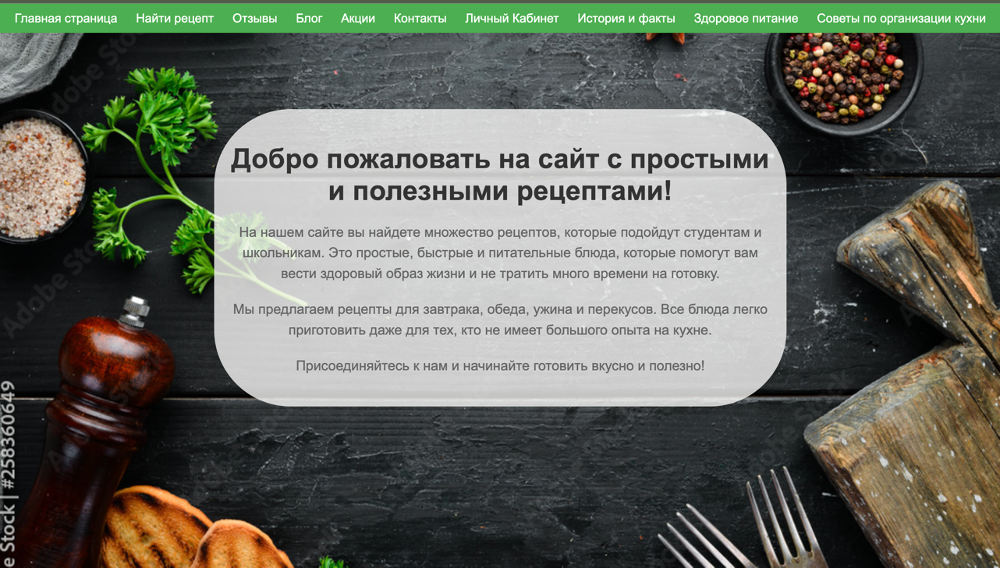 Главная страница Найти рецепт Отзывы Блог Акции Контакты Личный Кабинет История и факты Здоровое питание Советы по организации кухни
Добро пожаловать на сайт с простыми
и полезными рецептами!
На нашем сайте вы найдете множество рецептов, которые подойдут студентам и
школьникам. Это простые, быстрые и питательные блюда, которые помогут вам
вести здоровый образ жизни и не тратить много времени на готовку.
Мы предлагаем рецепты для завтрака, обеда, ужина и перекусов. Все блюда легко
приготовить даже для тех, кто не имеет большого опыта на кухне.
Присоединяйтесь к нам и начинайте готовить вкусно и полезно!
e Stock | #258360649
Adobe Stock